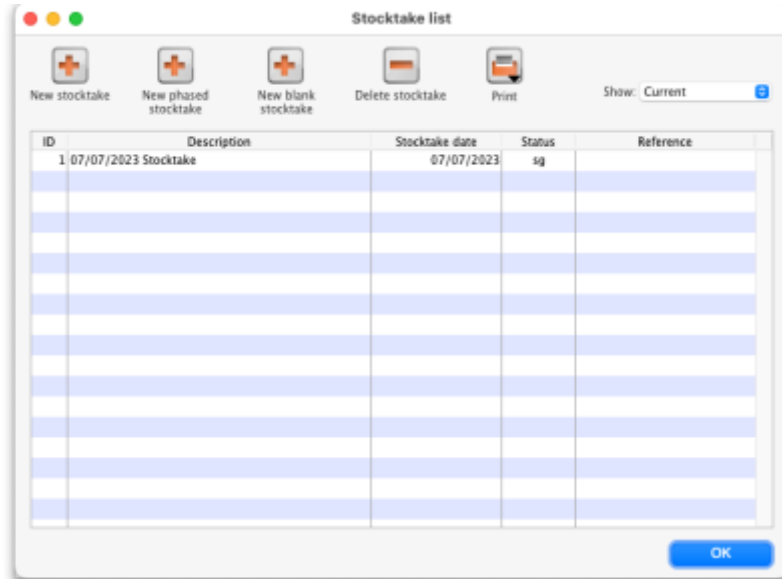 Stocktake list
New stocktake
New phased
stocktake
New blank
stocktake
Delete stocktake
Print
Show: Current
ID Description Stocktake date Status Reference
1 07/07/2023 Stocktake 07/07/2023 sg
OK